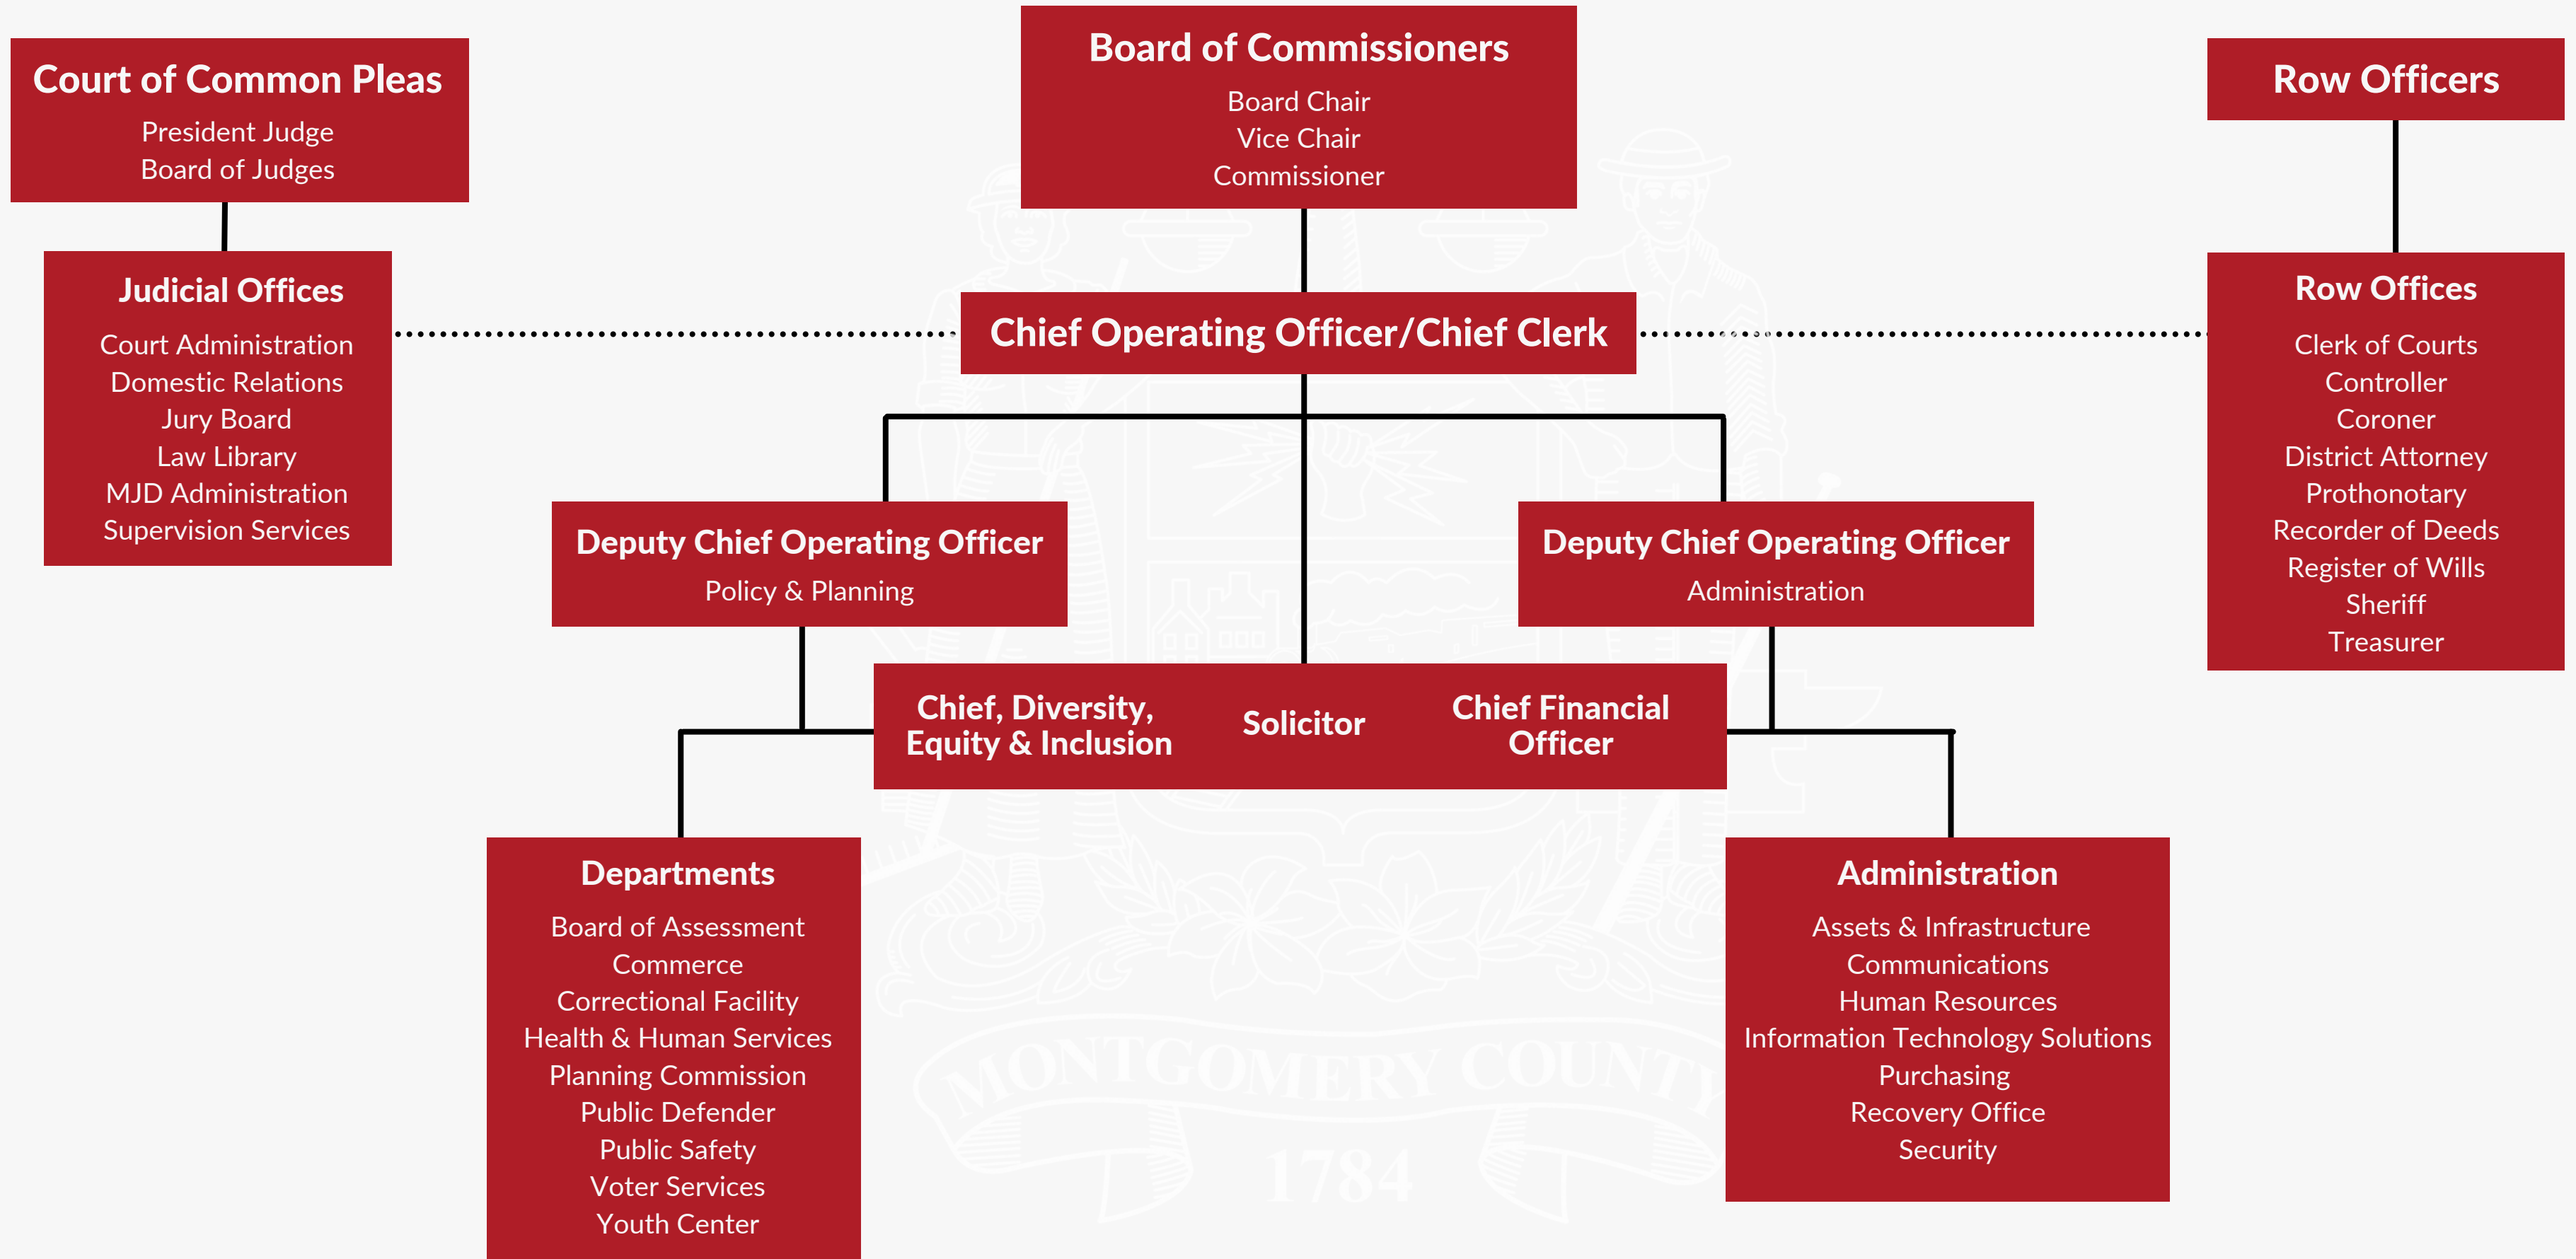 Court of Common Pleas
President Judge
Board of Judges
Board of Commissioners
Board Chair
Vice Chair
Commissioner
Row Officers
Judicial Offices
Court Administration
Domestic Relations
Jury Board
Law Library
MJD Administration
Supervision Services
Chief Operating Officer/Chief Clerk
Row Offices
Clerk of Courts
Controller
Coroner
District Attorney
Prothonotary
Recorder of Deeds
Register of Wills
Sheriff
Treasurer
Deputy Chief Operating Officer
Policy & Planning
Deputy Chief Operating Officer
Administration
Chief, Diversity,
Equity & Inclusion
Solicitor
Chief Financial
Officer
Departments
Board of Assessment
Commerce
Correctional Facility
Health & Human Services
Planning Commission
Public Defender
Public Safety
Voter Services
Youth Center
Administration
Assets & Infrastructure
Communications
Human Resources
Information Technology Solutions
Purchasing
Recovery Office
Security
MONTGOMERY COUNTY
1784